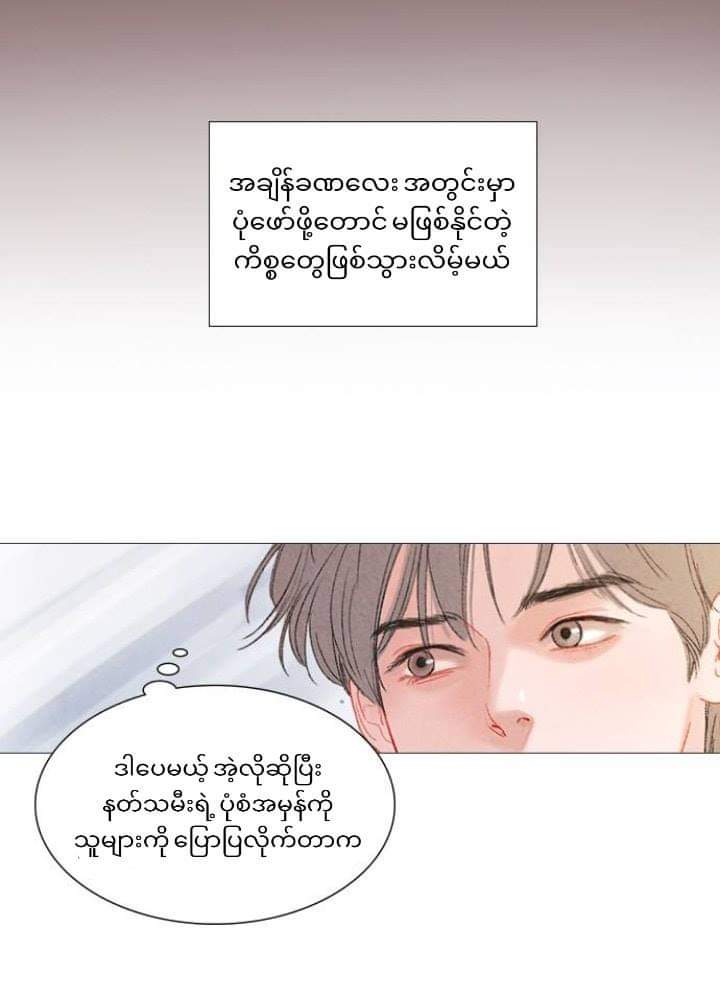 အချိန်ခဏလေး အတွင်းမှာ
ပုံဖော်ဖို့တောင် မဖြစ်နိုင်တဲ့
ကိစ္စတွေဖြစ်သွားလိမ့်မယ်
ဒါပေမယ့် အဲ့လိုဆိုပြီး
နတ်သမီးရဲ့ ပုံစံအမှန်ကို
သူများကို ပြောပြလိုက်တာက